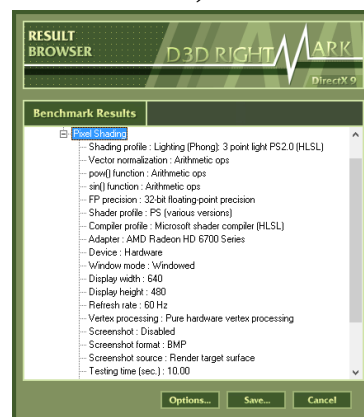 RESULT
BROWSER
D3D RIGHTMARK
DirectX 9
Benchmark Results
Pixel Shading
Shading profile : Lighting (Phong): 3 point light PS2.0 (HLSL)
Vector normalization : Arithmetic ops
pow() function : Arithmetic ops
sin() function : Arithmetic ops
FP precision : 32-bit floating-point precision
Shader profile : PS (various versions)
Compiler profile : Microsoft shader compiler (HLSL)
Adapter : AMD Radeon HD 6700 Series
Device : Hardware
Window mode : Windowed
Display width : 640
Display height : 480
Refresh rate : 60 Hz
Vertex processing : Pure hardware vertex processing
Screenshot : Disabled
Screenshot format : BMP
Screenshot source : Render target surface
Testing time (sec.) : 10.00
Options... Save... Cancel